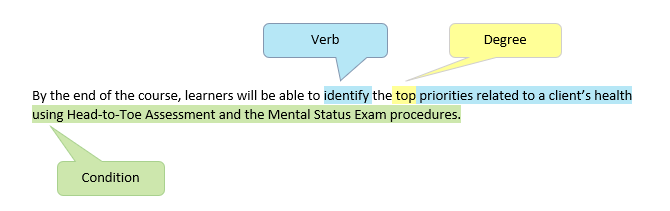 Verb
Degree
By the end of the course, learners will be able to identify the top priorities related to a client’s health
using Head-to-Toe Assessment and the Mental Status Exam procedures.
Condition